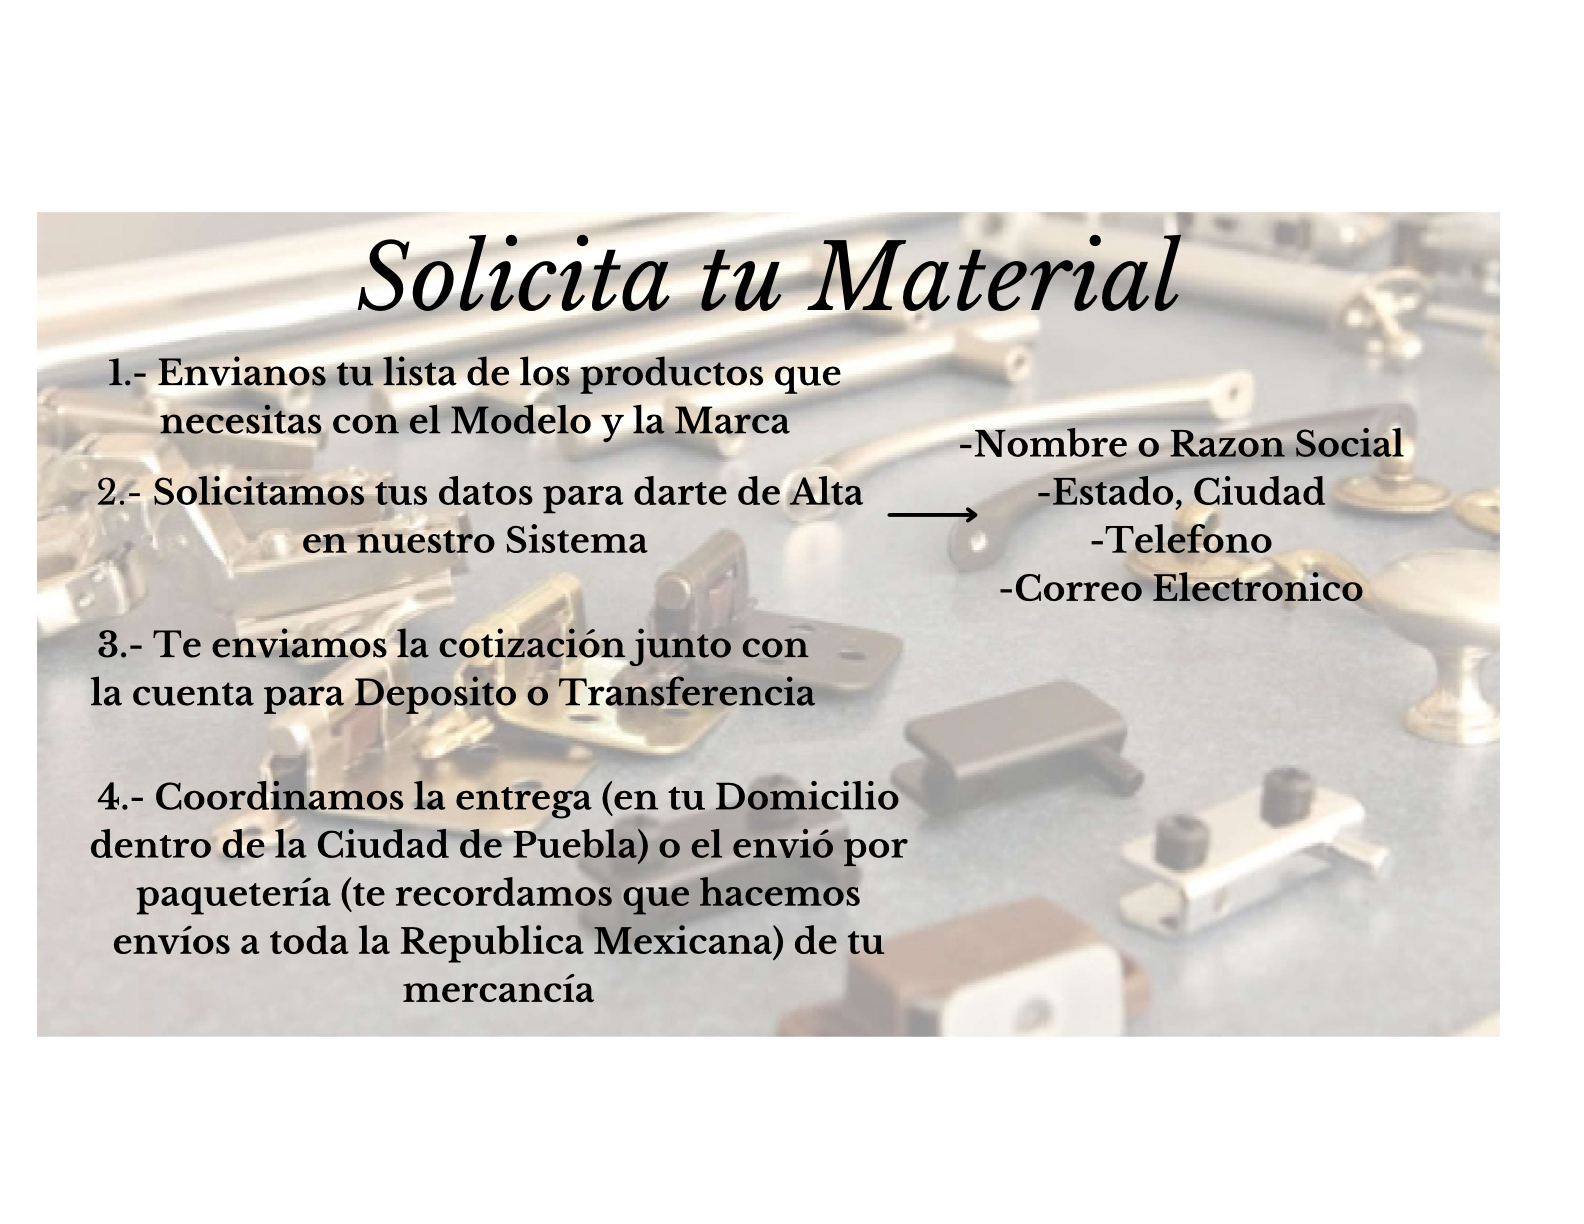 Solicita tu Material
1.- Envianos tu lista de los productos que
necesitas con el Modelo y la Marca
2.- Solicitamos tus datos para darte de Alta
en nuestro Sistema
-Nombre o Razon Social
-Estado, Ciudad
-Telefono
-Correo Electronico
3.- Te enviamos la cotización junto con
la cuenta para Deposito o Transferencia
4.- Coordinamos la entrega (en tu Domicilio
dentro de la Ciudad de Puebla) o el envió por
paquetería (te recordamos que hacemos
envíos a toda la Republica Mexicana) de tu
mercancía